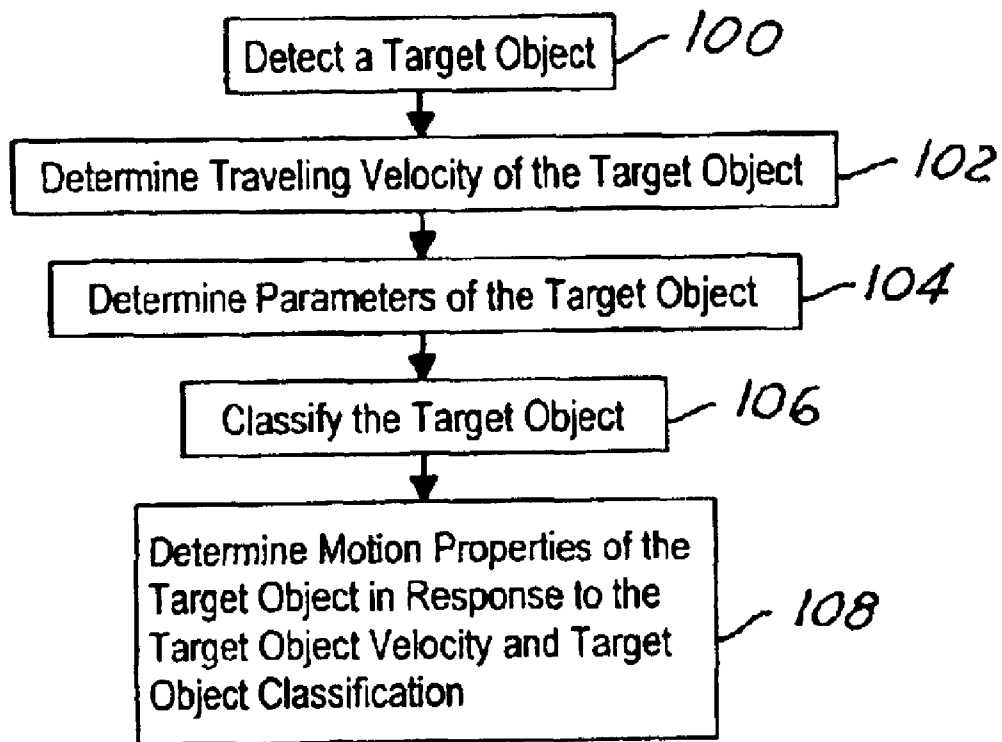 Detect a Target Object 100
Determine Traveling Velocity of the Target Object 102
Determine Parameters of the Target Object 104
Classify the Target Object 106
Determine Motion Properties of the
Target Object in Response to the
Target Object Velocity and Target
Object Classification
108